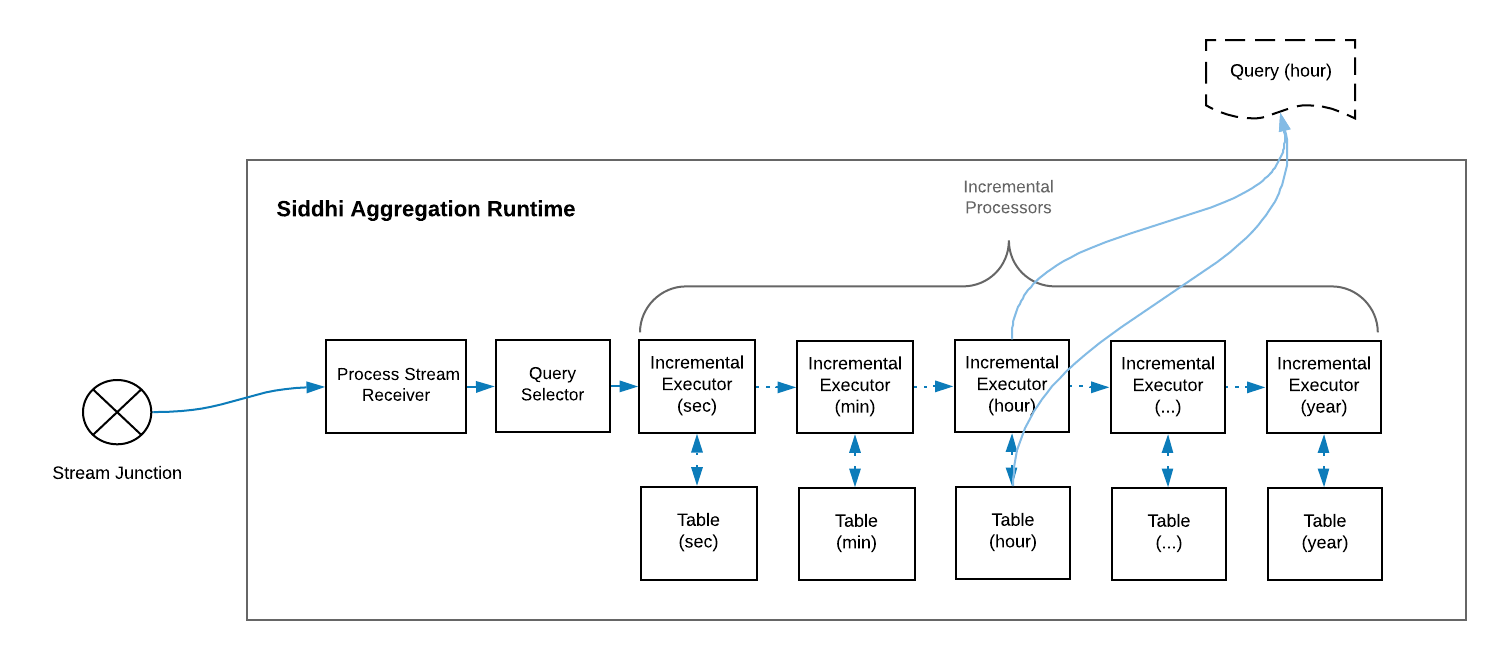 Query (hour)
Siddhi Aggregation Runtime
Incremental
Processors
Stream Junction
Process Stream
Receiver
Query
Selector
Incremental
Executor
(sec)
Incremental
Executor
(min)
Incremental
Executor
(hour)
Incremental
Executor
(...)
Incremental
Executor
(year)
Table
(sec)
Table
(min)
Table
(hour)
Table
(...)
Table
(year)